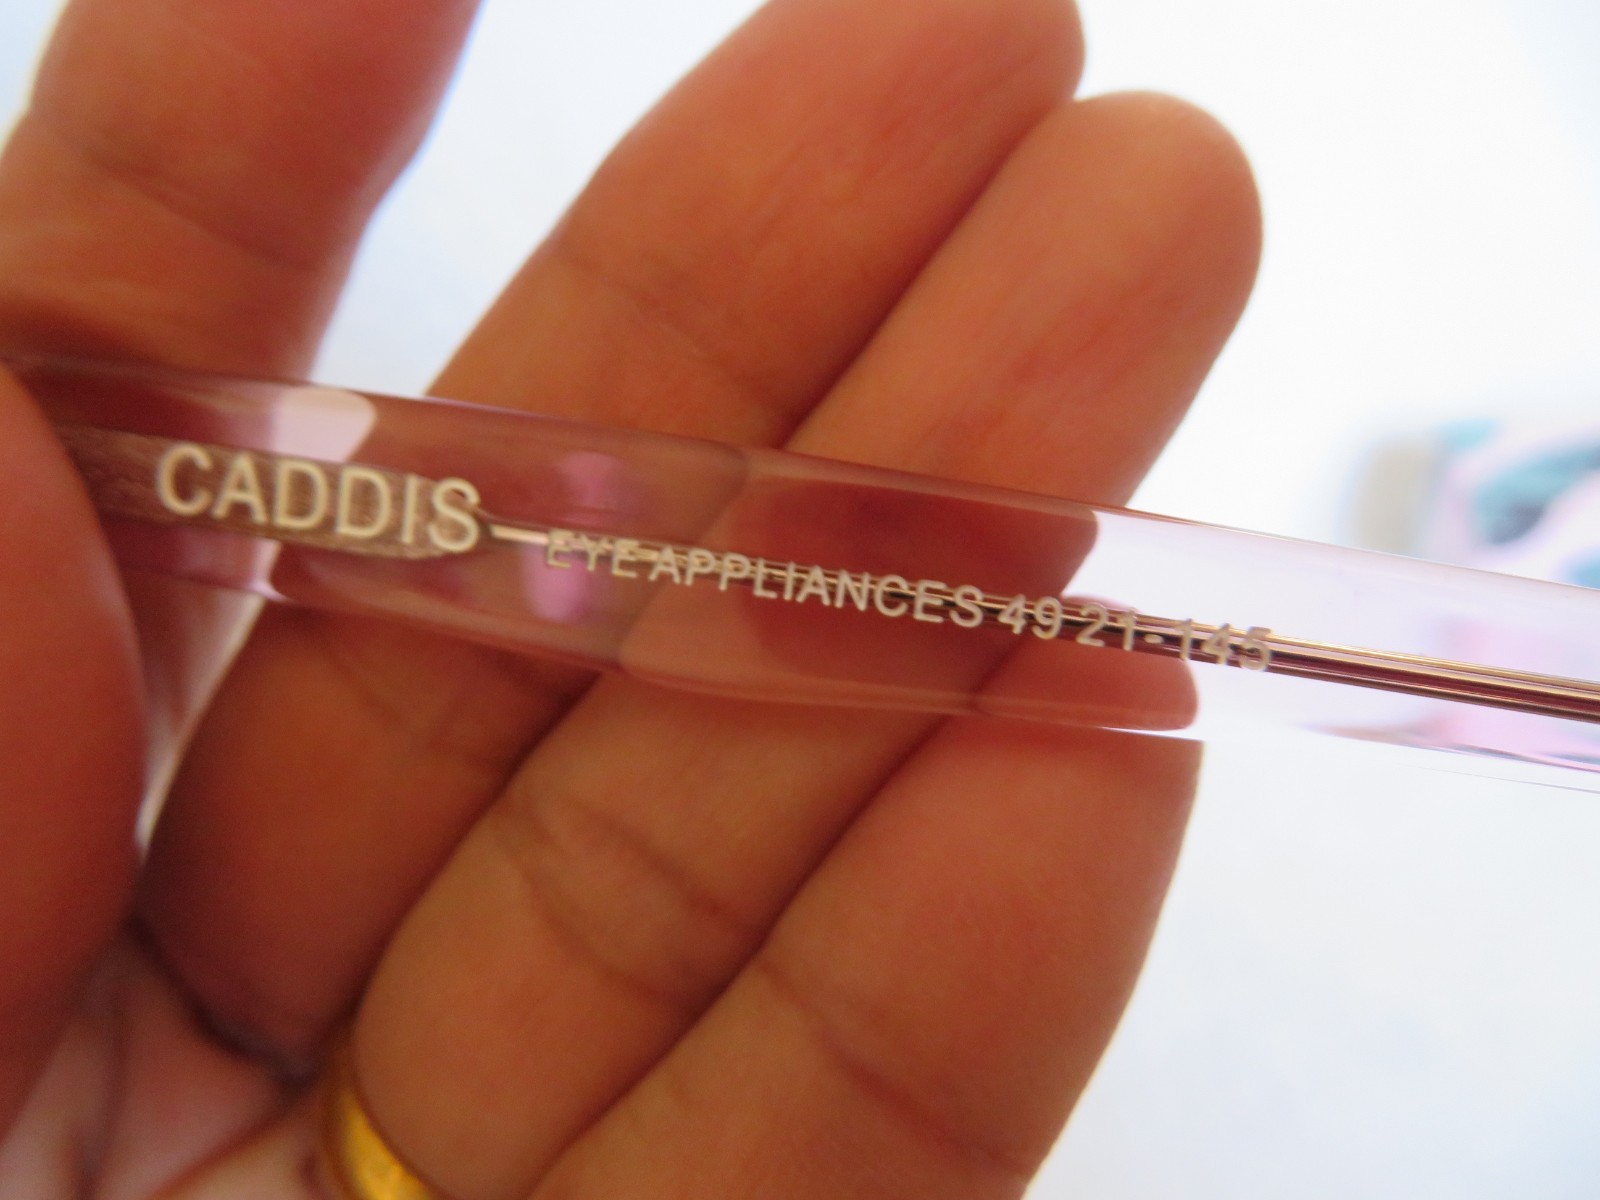 CADDIS EYE APPLIANCES 49 21-145